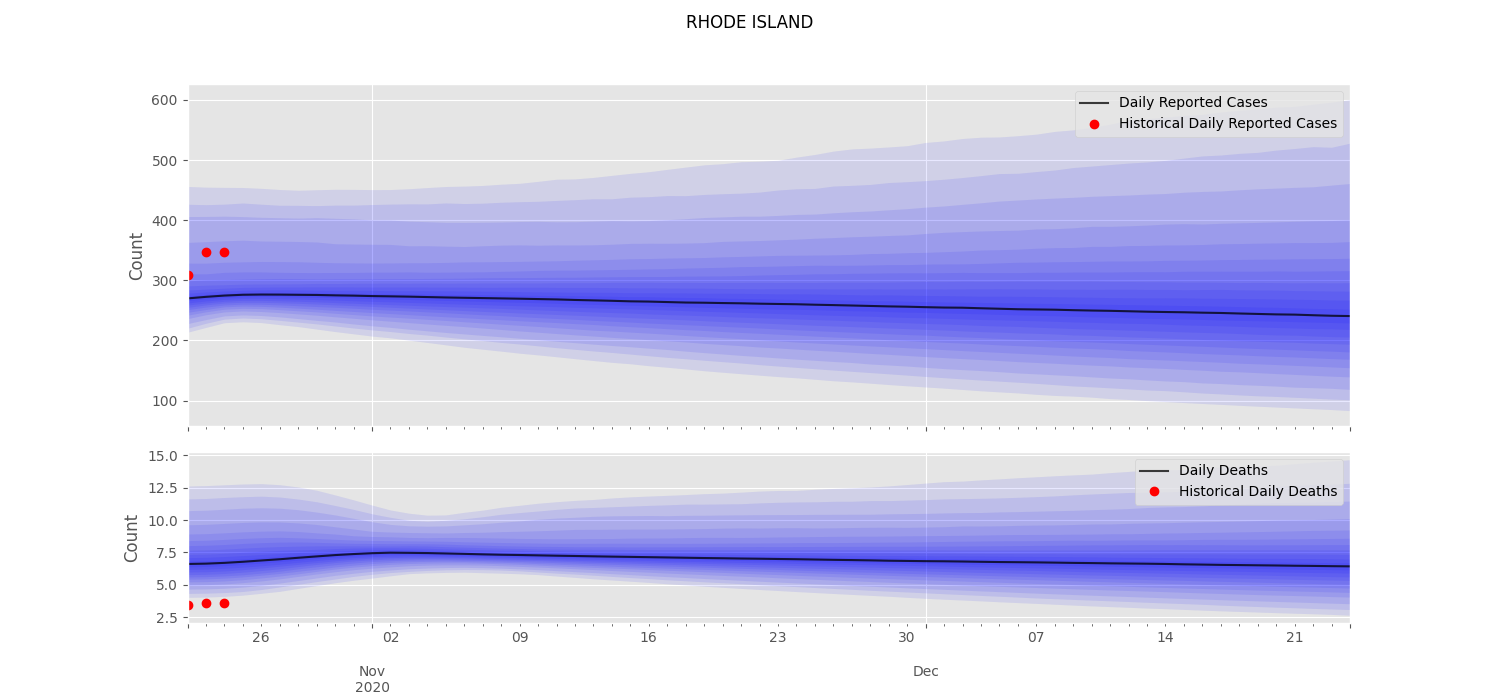 RHODE ISLAND
600
500
400
300
200
100
Count
Daily Reported Cases
Historical Daily Reported Cases
15.0
12.5
10.0
7.5
5.0
2.5
Count
Daily Deaths
Historical Daily Deaths
26 02 09 16 23 30 07 14 21
Nov Dec
2020